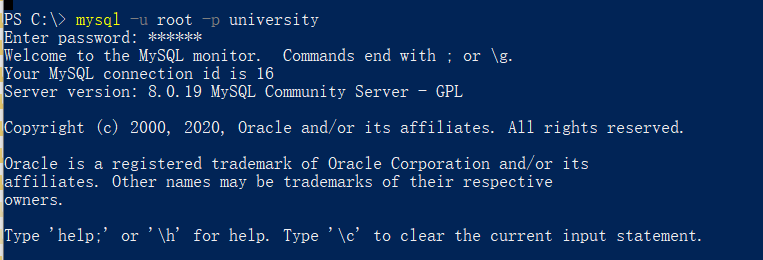 PS C:\> mysql -u root -p university
Enter password: ******
Welcome to the MySQL monitor.  Commands end with ; or \g.
Your MySQL connection id is 16
Server version: 8.0.19 MySQL Community Server - GPL
Copyright (c) 2000, 2020, Oracle and/or its affiliates. All rights reserved.
Oracle is a registered trademark of Oracle Corporation and/or its
affiliates. Other names may be trademarks of their respective
owners.
Type 'help;' or '\h' for help. Type '\c' to clear the current input statement.